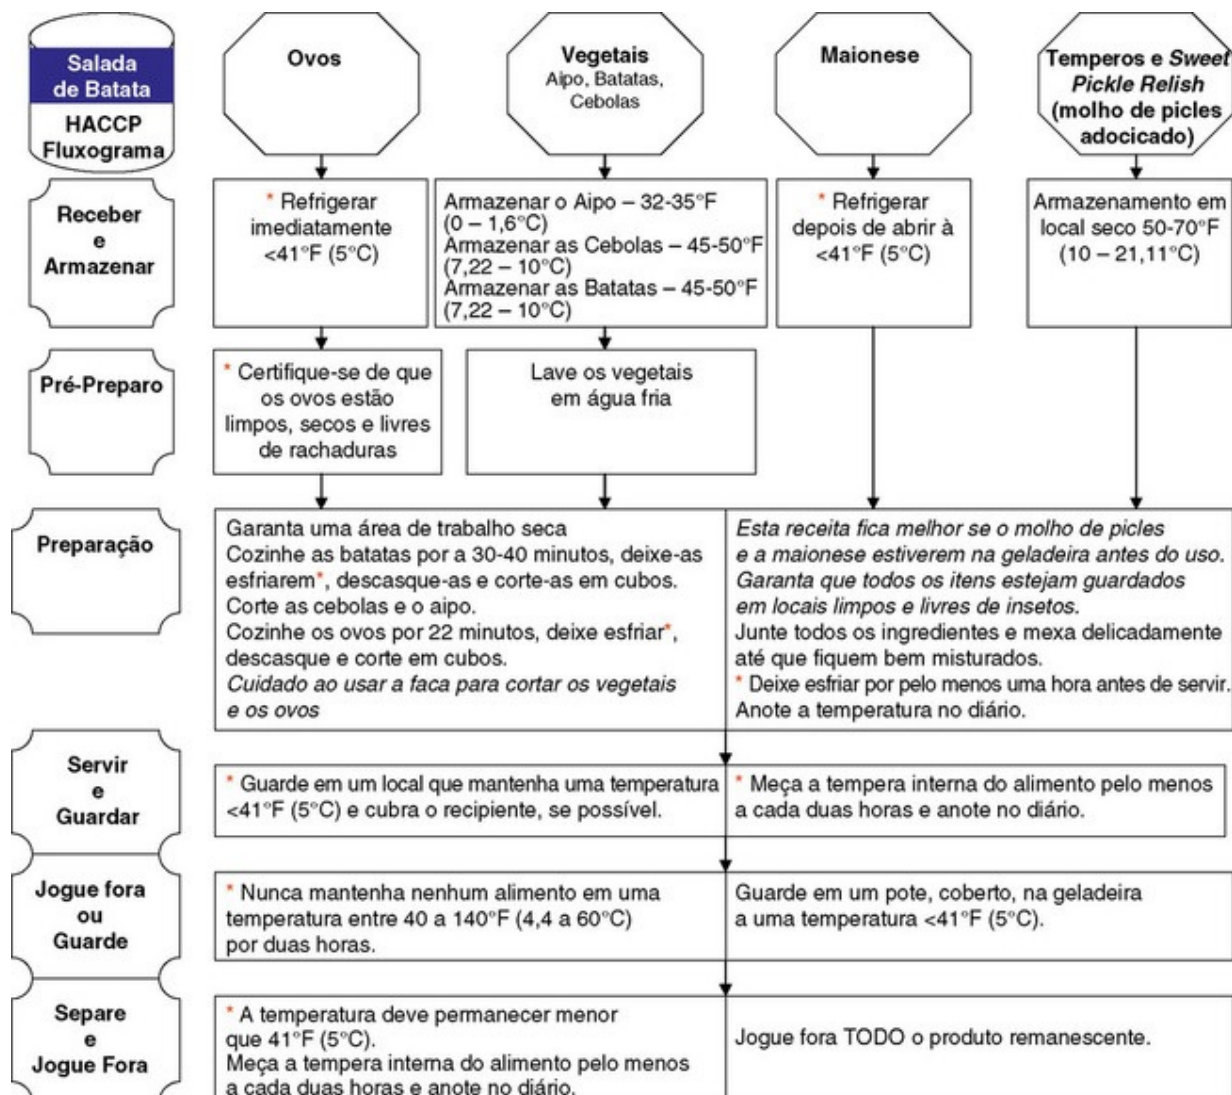 Salada
de Batata
HACCP
Fluxograma
Ovos
Vegetais
Aipo, Batatas,
Cebolas
Maionese
Temperos e Sweet
Pickle Relish
(molho de picles
adocicado)
Receber
e
Armazenar
* Refrigerar
imediatamente
<41°F (5°C)
Armazenar o Aipo – 32-35°F
(0 – 1,6°C)
Armazenar as Cebolas – 45-50°F
(7,22 – 10°C)
Armazenar as Batatas – 45-50°F
(7,22 – 10°C)
* Refrigerar
depois de abrir à
<41°F (5°C)
Armazenamento em
local seco 50-70°F
(10 – 21,11°C)
Pré-Preparo
* Certifique-se de que
os ovos estão
limpos, secos e livres
de rachaduras
Lave os vegetais
em água fria
Preparação
Garanta uma área de trabalho seca
Cozinhe as batatas por a 30-40 minutos, deixe-as
esfriarem*, descasque-as e corte-as em cubos.
Corte as cebolas e o aipo.
Cozinhe os ovos por 22 minutos, deixe esfriar*,
descasque e corte em cubos.
Cuidado ao usar a faca para cortar os vegetais
e os ovos
Esta receita fica melhor se o molho de picles
e a maionese estiverem na geladeira antes do uso.
Garanta que todos os itens estejam guardados
em locais limpos e livres de insetos.
Junte todos os ingredientes e mexa delicadamente
até que fiquem bem misturados.
* Deixe esfriar por pelo menos uma hora antes de servir.
Anote a temperatura no diário.
Servir
e
Guardar
* Guarde em um local que mantenha uma temperatura
<41°F (5°C) e cubra o recipiente, se possível.
* Meça a tempera interna do alimento pelo menos
a cada duas horas e anote no diário.
Jogue fora
ou
Guarde
* Nunca mantenha nenhum alimento em uma
temperatura entre 40 a 140°F (4,4 a 60°C)
por duas horas.
Guarde em um pote, coberto, na geladeira
a uma temperatura <41°F (5°C).
Separe
e
Jogue Fora
* A temperatura deve permanecer menor
que 41°F (5°C).
Meça a tempera interna do alimento pelo menos
a cada duas horas e anote no diário.
Jogue fora TODO o produto remanescente.